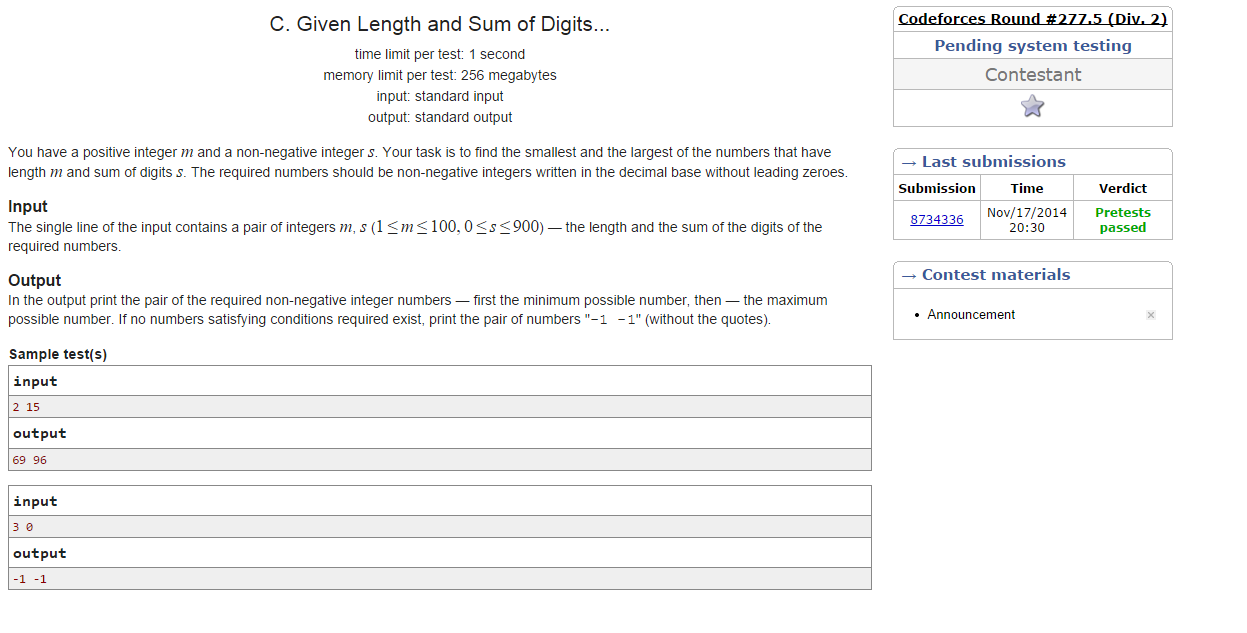 C. Given Length and Sum of Digits...
time limit per test: 1 second
memory limit per test: 256 megabytes
input: standard input
output: standard output
You have a positive integer m and a non-negative integer s. Your task is to find the smallest and the largest of the numbers that have
length m and sum of digits s. The required numbers should be non-negative integers written in the decimal base without leading zeroes.
Input
The single line of the input contains a pair of integers m, s (1 ≤ m ≤ 100, 0 ≤ s ≤ 900) — the length and the sum of the digits of the
required numbers.
Output
In the output print the pair of the required non-negative integer numbers — first the minimum possible number, then — the maximum
possible number. If no numbers satisfying conditions required exist, print the pair of numbers "-1 -1" (without the quotes).
Sample test(s)
input
2 15
output
69 96
input
3 0
output
-1 -1
Codeforces Round #277.5 (Div. 2)
Pending system testing
Contestant
→ Last submissions
Submission Time Verdict
8734336 Nov/17/2014 20:30 Pretests passed
→ Contest materials
• Announcement ×